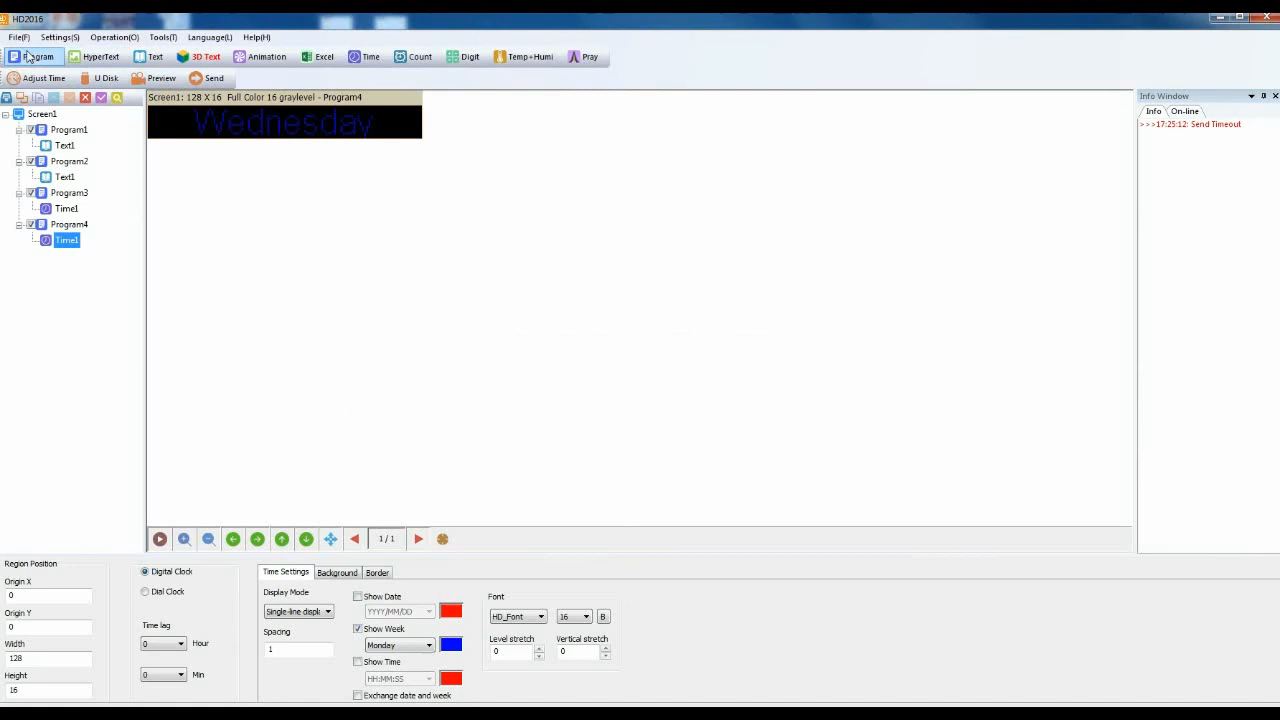 HD2016
File(F) Settings(S) Operation(O) Tools(T) Language(L) Help(H)
Program HyperText Text 3D Text Animation Excel Time Count Digit Temp+Humi Pray
Adjust Time U Disk Preview Send
Screen1
Program1
Text1
Program2
Text1
Program3
Time1
Program4
Time1
Screen1: 128 X 16 Full Color 16 graylevel - Program4
Wednesday
Info Window
Info On-line
>>>17:25:12: Send Timeout
1 / 1
Region Position
Origin X
0
Origin Y
0
Width
128
Height
16
Digital Clock
Dial Clock
Time lag
0 Hour
0 Min
Time Settings Background Border
Display Mode
Single-line displ
Spacing
1
Show Date
YYYY/MM/DD
Show Week
Monday
Show Time
HH:MM:SS
Exchange date and week
Font
HD_Font 16 B
Level stretch Vertical stretch
0 0